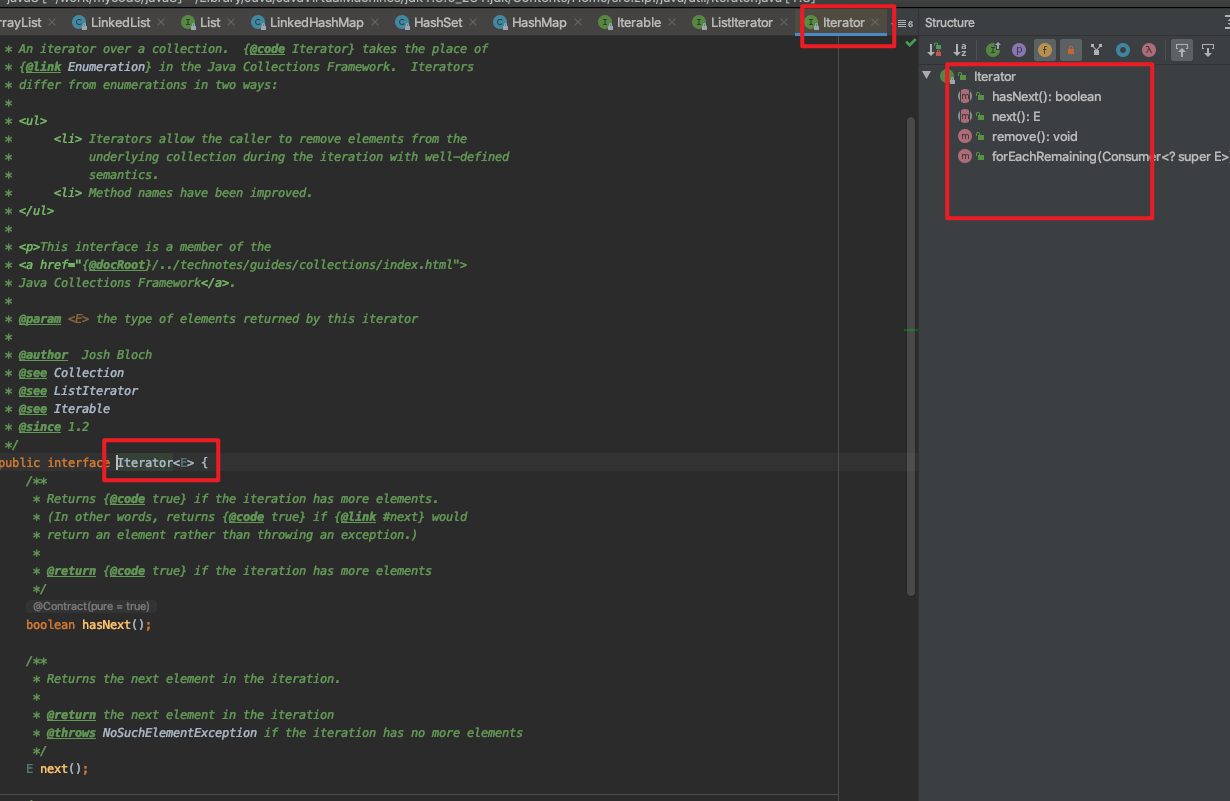 rrayList
LinkedList
List
LinkedHashMap
HashSet
HashMap
Iterable
ListIterator
Iterator
6
Structure
* An iterator over a collection.  {@code Iterator} takes the place of
* {@link Enumeration} in the Java Collections Framework.  Iterators
* differ from enumerations in two ways:
*
* <ul>
*      <li> Iterators allow the caller to remove elements from the
*           underlying collection during the iteration with well-defined
*           semantics.
*      <li> Method names have been improved.
* </ul>
*
* <p>This interface is a member of the
* <a href="{@docRoot}/../technotes/guides/collections/index.html">
* Java Collections Framework</a>.
*
* @param <E> the type of elements returned by this iterator
*
* @author  Josh Bloch
* @see Collection
* @see ListIterator
* @see Iterable
* @since 1.2
*/
public interface Iterator<E> {
/**
* Returns {@code true} if the iteration has more elements.
* (In other words, returns {@code true} if {@link #next} would
* return an element rather than throwing an exception.)
*
* @return {@code true} if the iteration has more elements
*/
@Contract(pure = true)
boolean hasNext();
/**
* Returns the next element in the iteration.
*
* @return the next element in the iteration
* @throws NoSuchElementException if the iteration has no more elements
*/
E next();
Iterator
hasNext(): boolean
next(): E
remove(): void
forEachRemaining(Consumer<? super E>